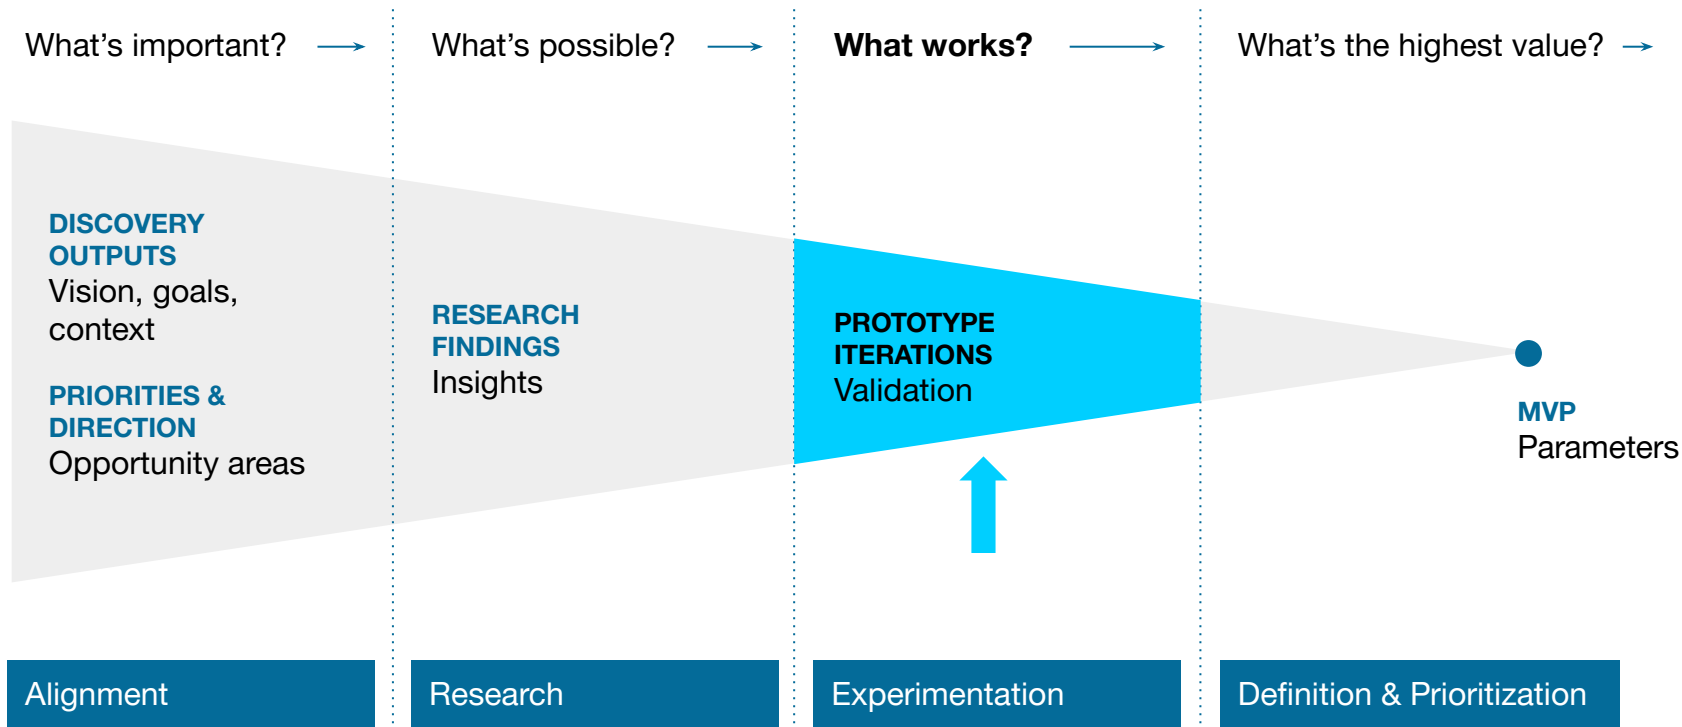 What's important?
What's possible?
What works?
What's the highest value?
DISCOVERY
OUTPUTS
Vision, goals,
context
PRIORITIES &
DIRECTION
Opportunity areas
RESEARCH
FINDINGS
Insights
PROTOTYPE
ITERATIONS
Validation
MVP
Parameters
Alignment
Research
Experimentation
Definition & Prioritization